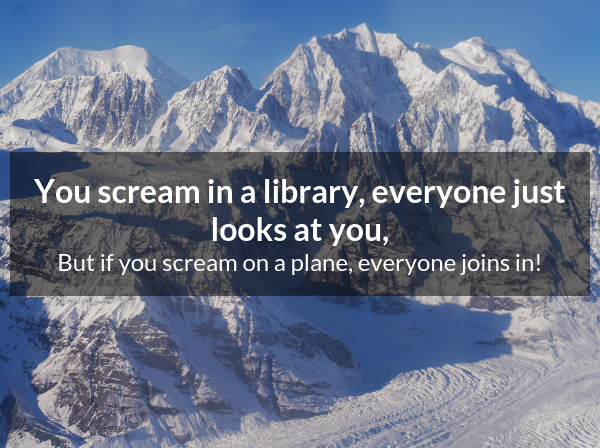 You scream in a library, everyone just
looks at you,
But if you scream on a plane, everyone joins in!